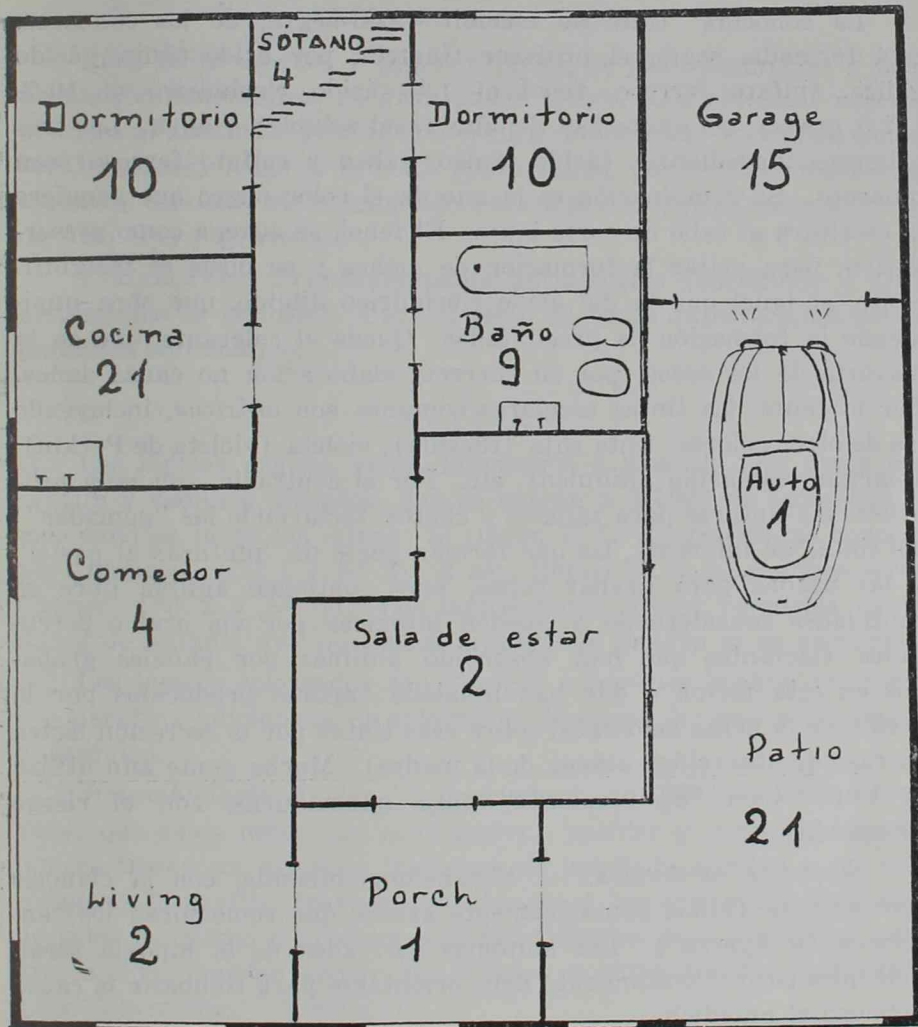 SÓTANO
4
Dormitorio
10
Dormitorio
10
Garage
15
Cocina
21
Baño
9
Auto
1
Comedor
4
Sala de estar
2
Patio
21
Living
2
Porch
1